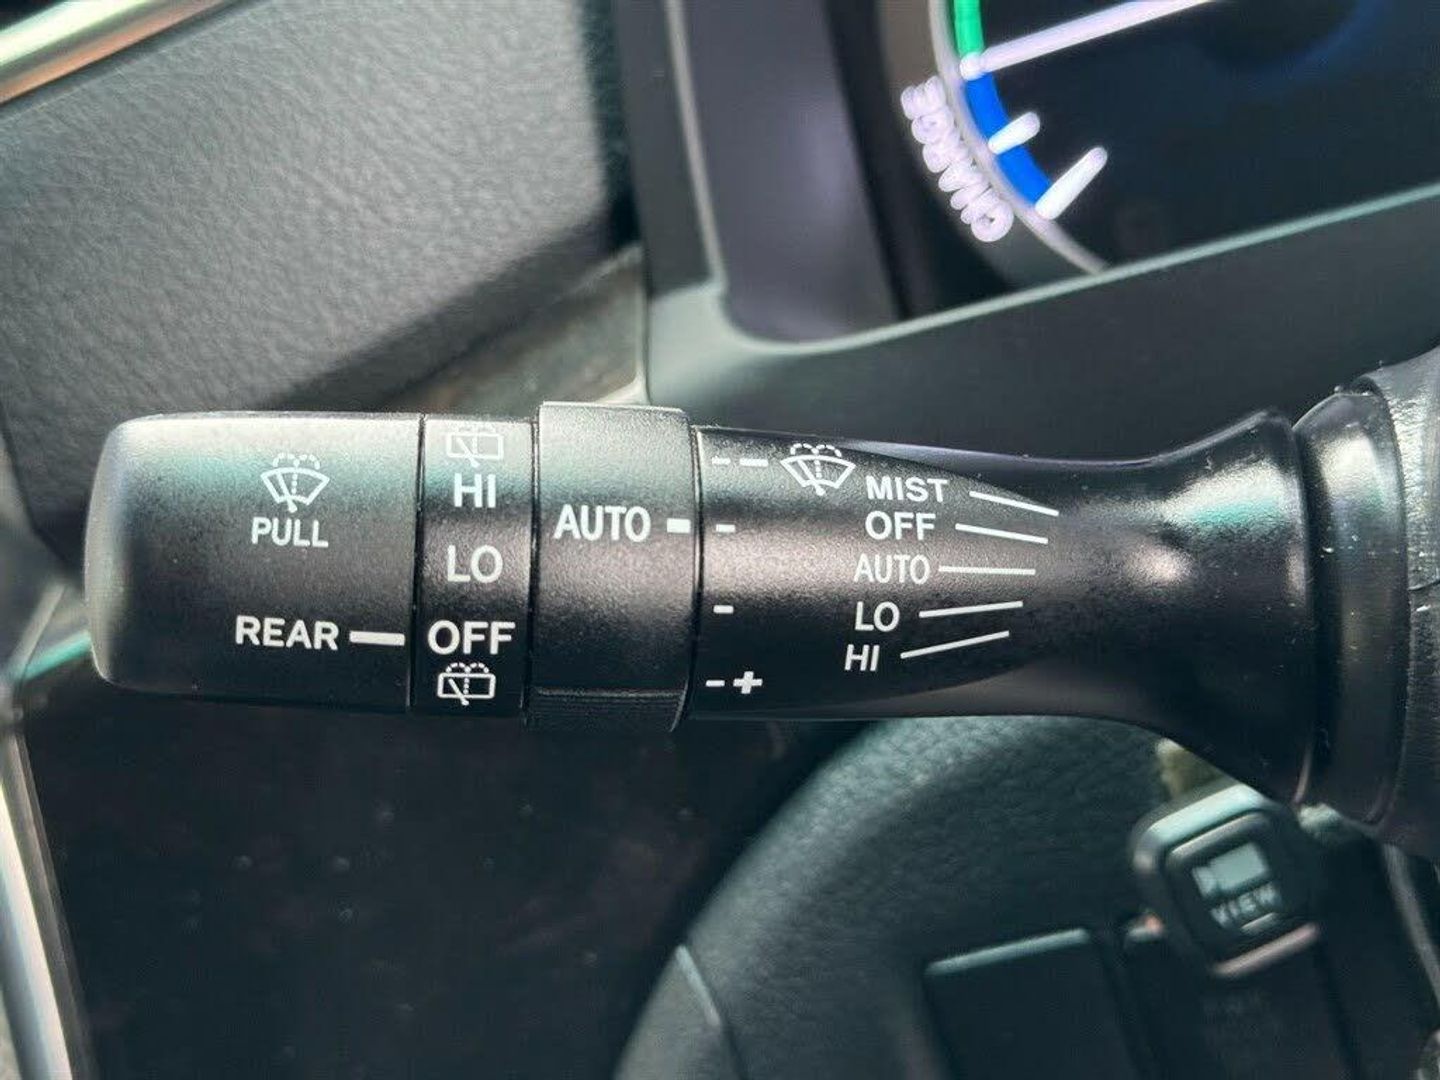 CHARGE
PULL
REAR
HI
LO
OFF
AUTO
- +
MIST
OFF
AUTO
LO
HI
VIEW